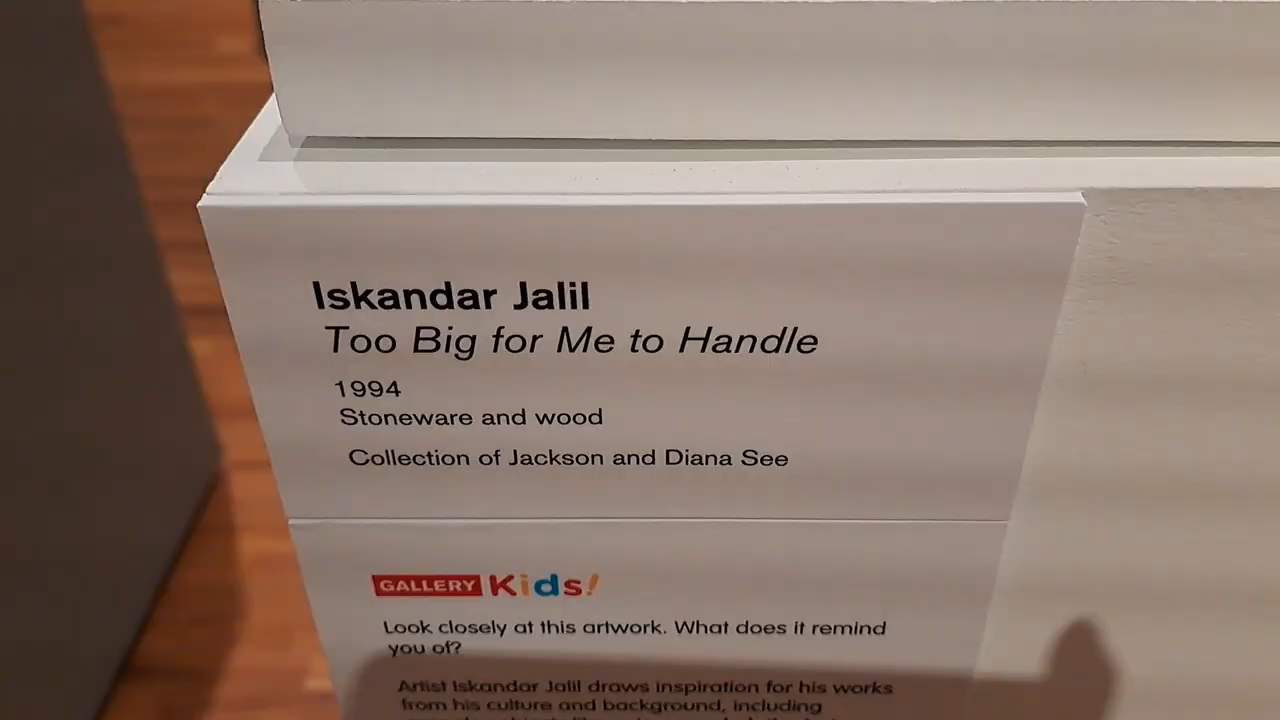 Iskandar Jalil
Too Big for Me to Handle
1994
Stoneware and wood
Collection of Jackson and Diana See
GALLERY Kids!
Look closely at this artwork. What does it remind
you of?
Artist Iskandar Jalil draws inspiration for his works
from his culture and background, including